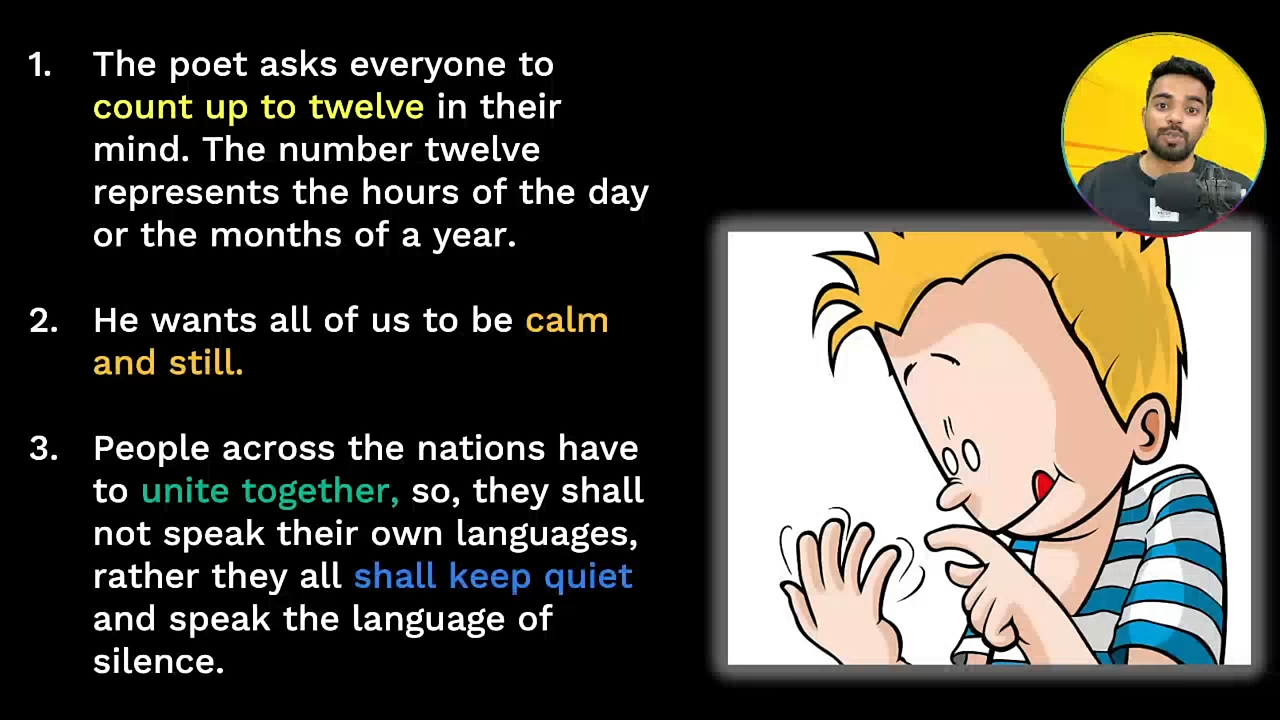 1. The poet asks everyone to
count up to twelve in their
mind. The number twelve
represents the hours of the day
or the months of a year.
2. He wants all of us to be calm
and still.
3. People across the nations have
to unite together, so, they shall
not speak their own languages,
rather they all shall keep quiet
and speak the language of
silence.